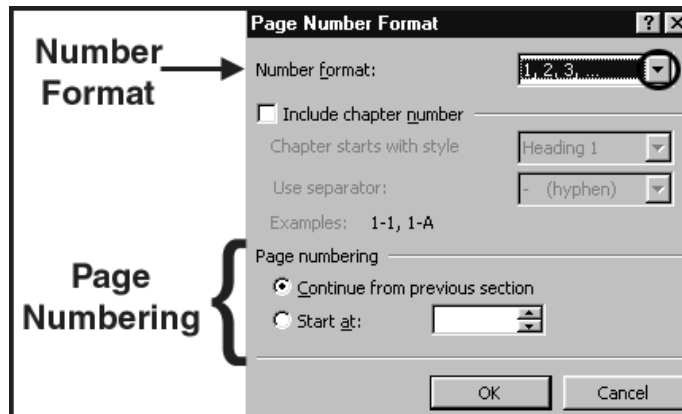 Page Number Format ? X
Number Format
Number format: 1, 2, 3, ...
Include chapter number
Chapter starts with style Heading 1
Use separator: - (hyphen)
Examples: 1-1, 1-A
Page Numbering
Page numbering
Continue from previous section
Start at:
OK Cancel